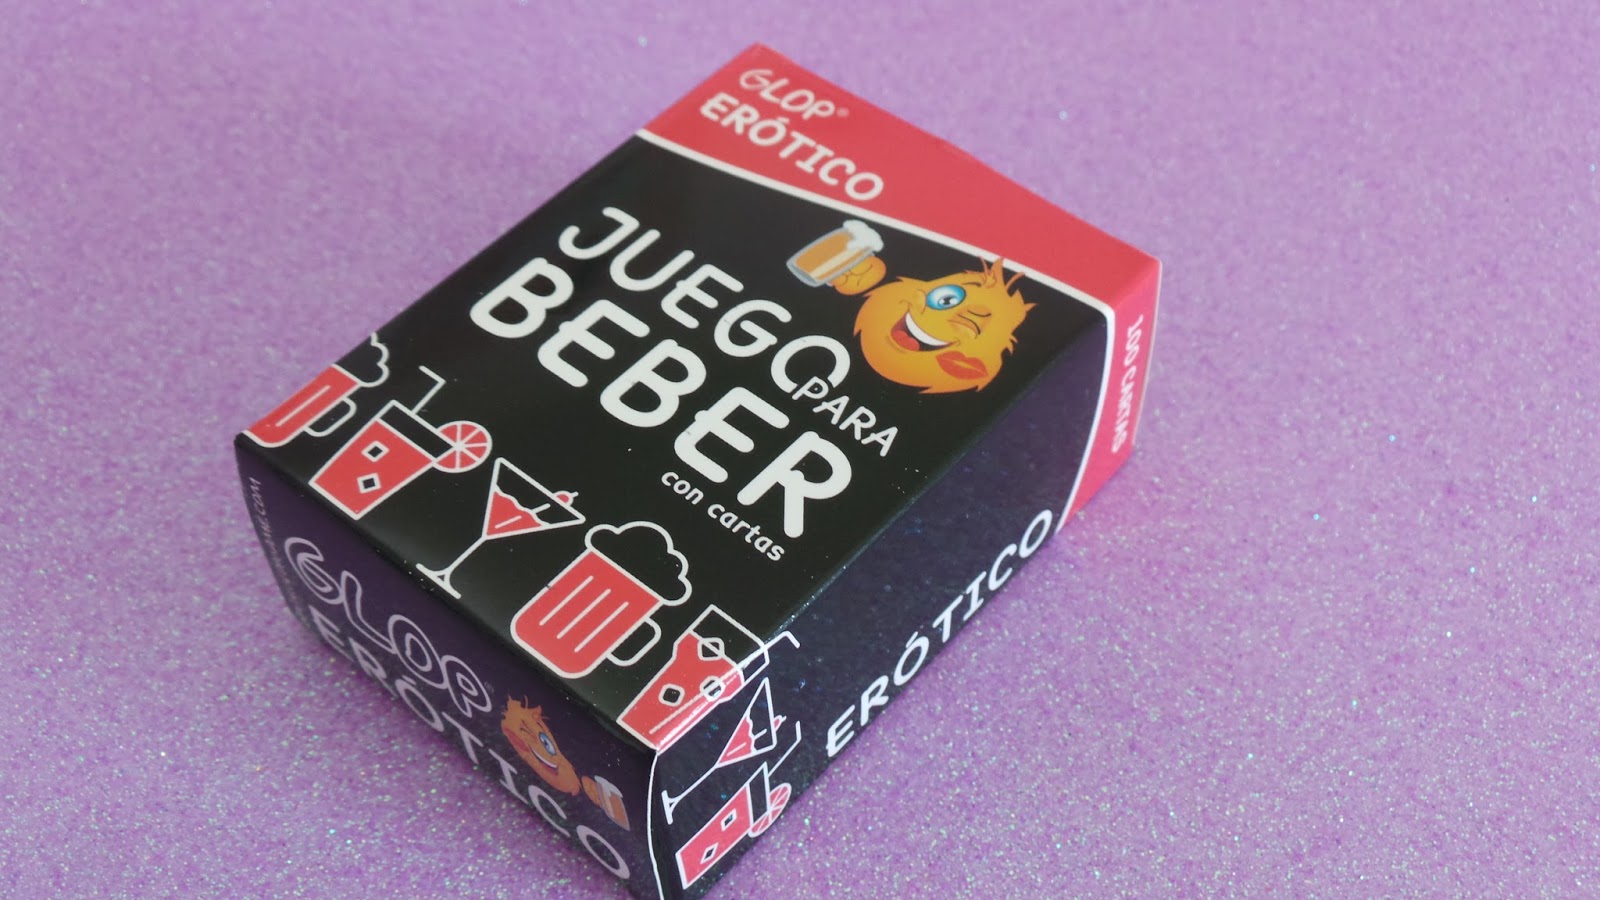 GLOP®
ERÓTICO
JUEGO
PARA
BEBER
con cartas
100 CARTAS
ERÓTICO
GLOP®
ERÓTICO